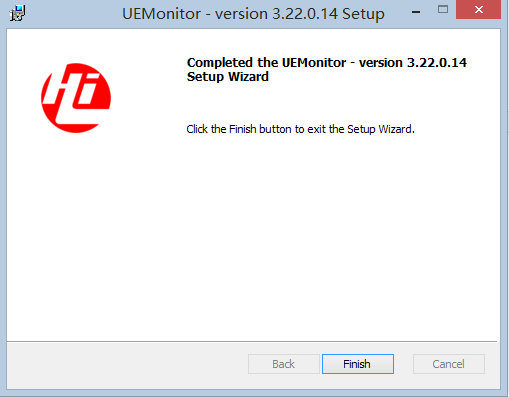 UEMonitor - version 3.22.0.14 Setup
Hi
Completed the UEMonitor - version 3.22.0.14
Setup Wizard
Click the Finish button to exit the Setup Wizard.
Back
Finish
Cancel